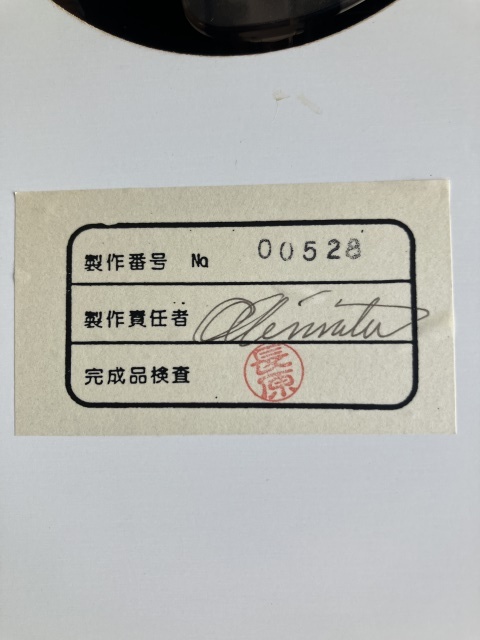 製作番号 № 00528
製作責任者
完成品検査 長原